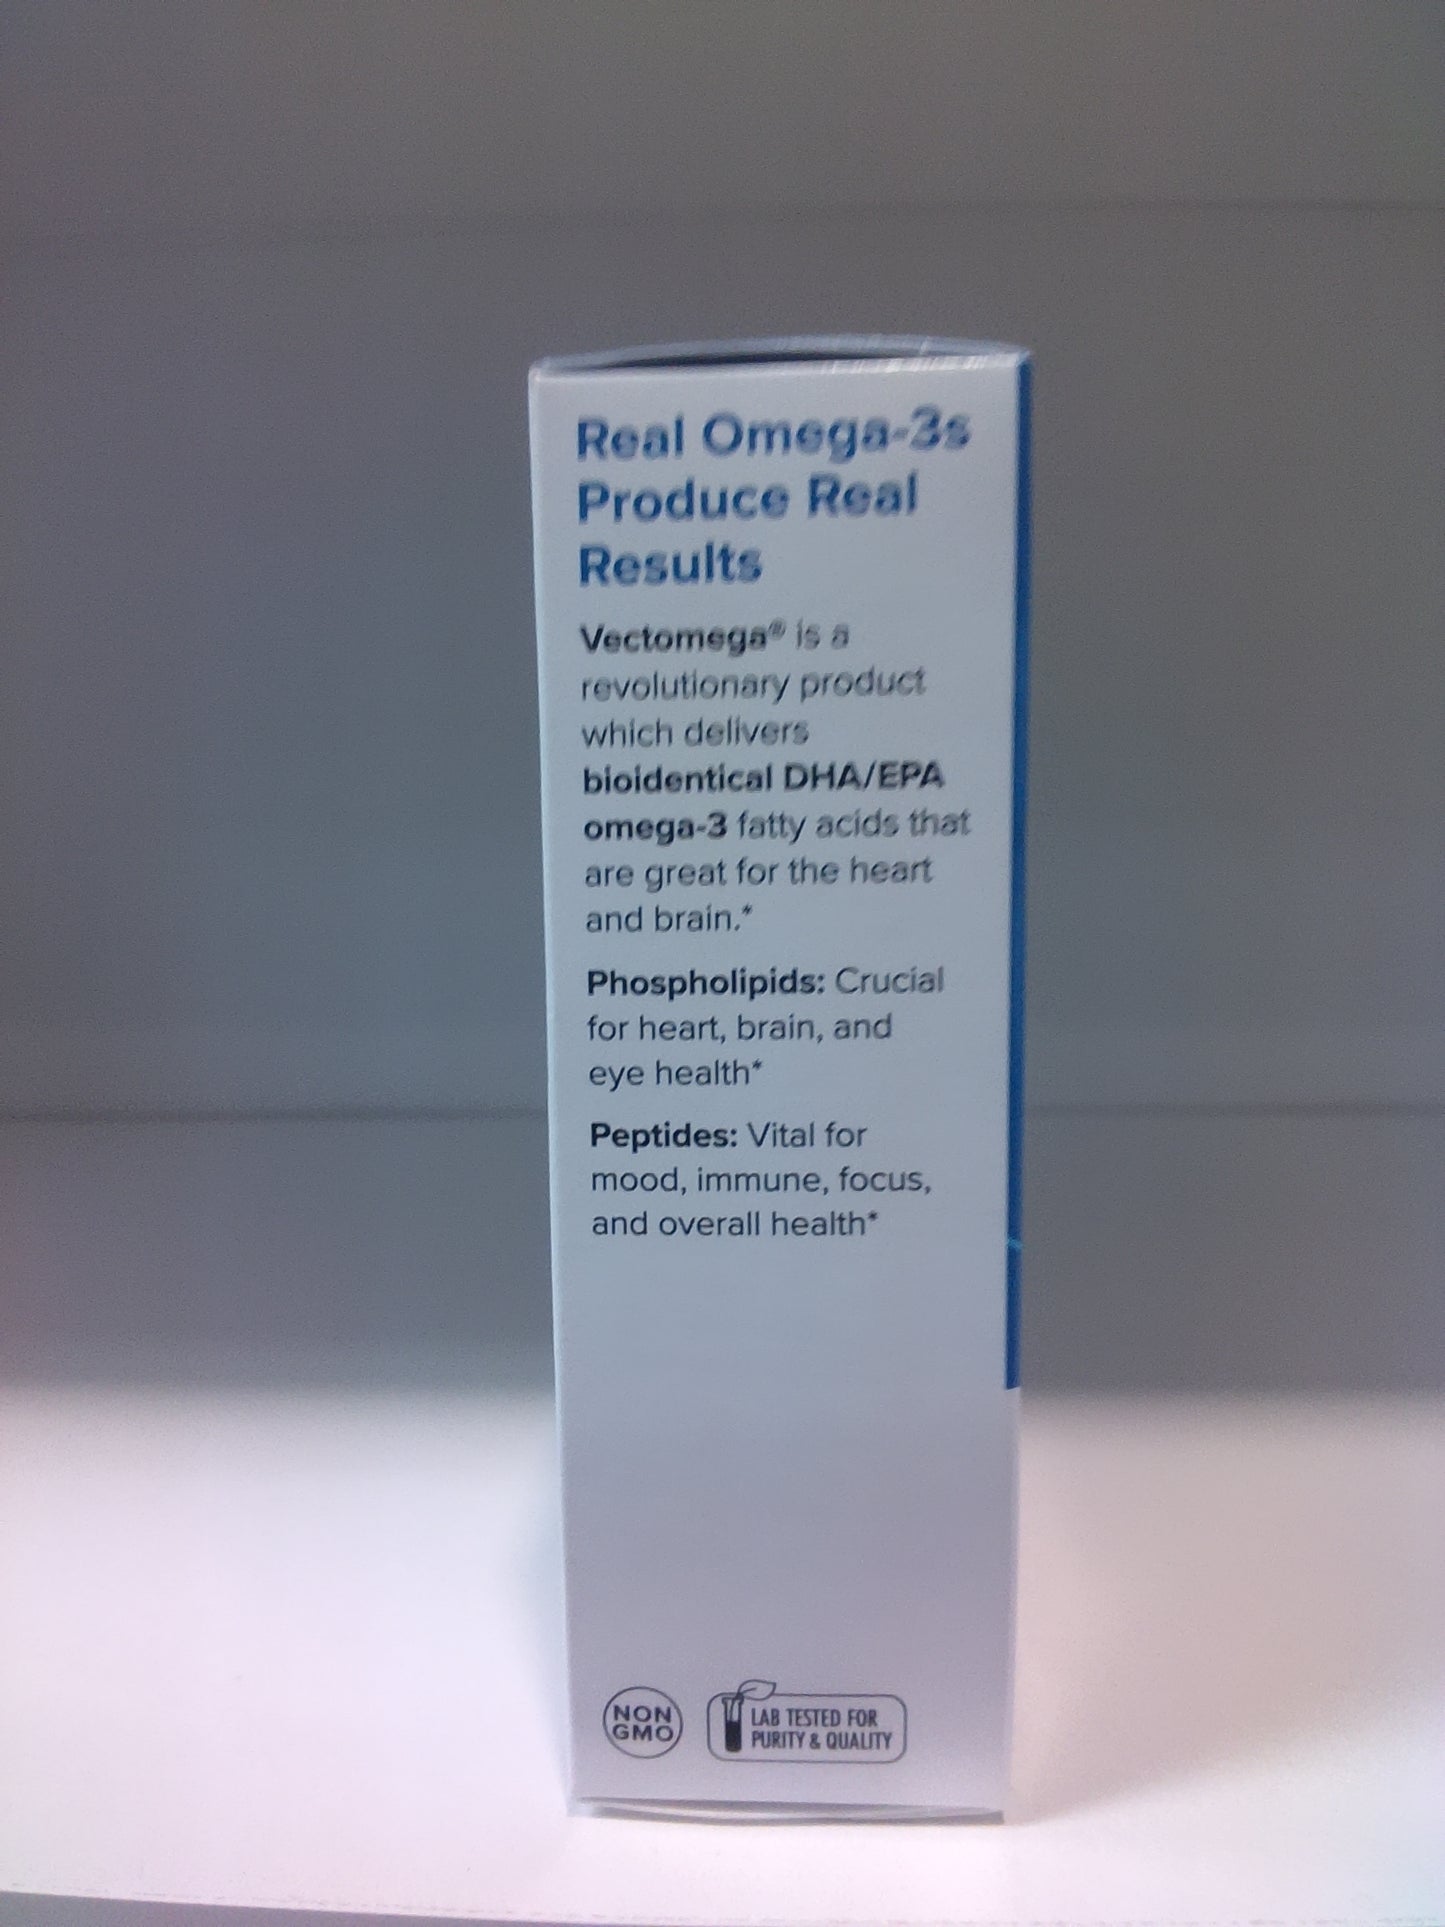 Real Omega-3s
Produce Real
Results
Vectomega® is a
revolutionary product
which delivers
bioidentical DHA/EPA
omega-3 fatty acids that
are great for the heart
and brain.*
Phospholipids: Crucial
for heart, brain, and
eye health*
Peptides: Vital for
mood, immune, focus,
and overall health*
NON
GMO
LAB TESTED FOR
PURITY & QUALITY